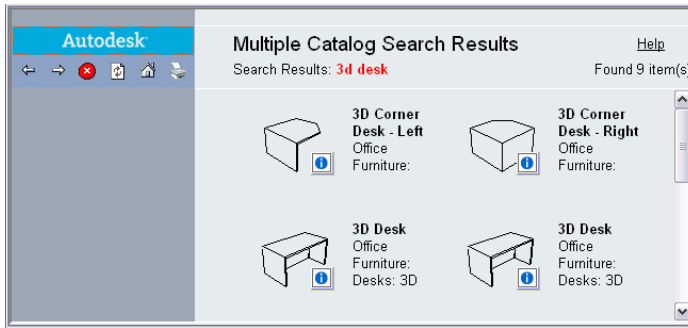 Autodesk
Multiple Catalog Search Results
Help
Search Results: 3d desk
Found 9 item(s)
3D Corner
Desk - Left
Office
Furniture:
3D Corner
Desk - Right
Office
Furniture:
3D Desk
Office
Furniture:
Desks: 3D
3D Desk
Office
Furniture:
Desks: 3D